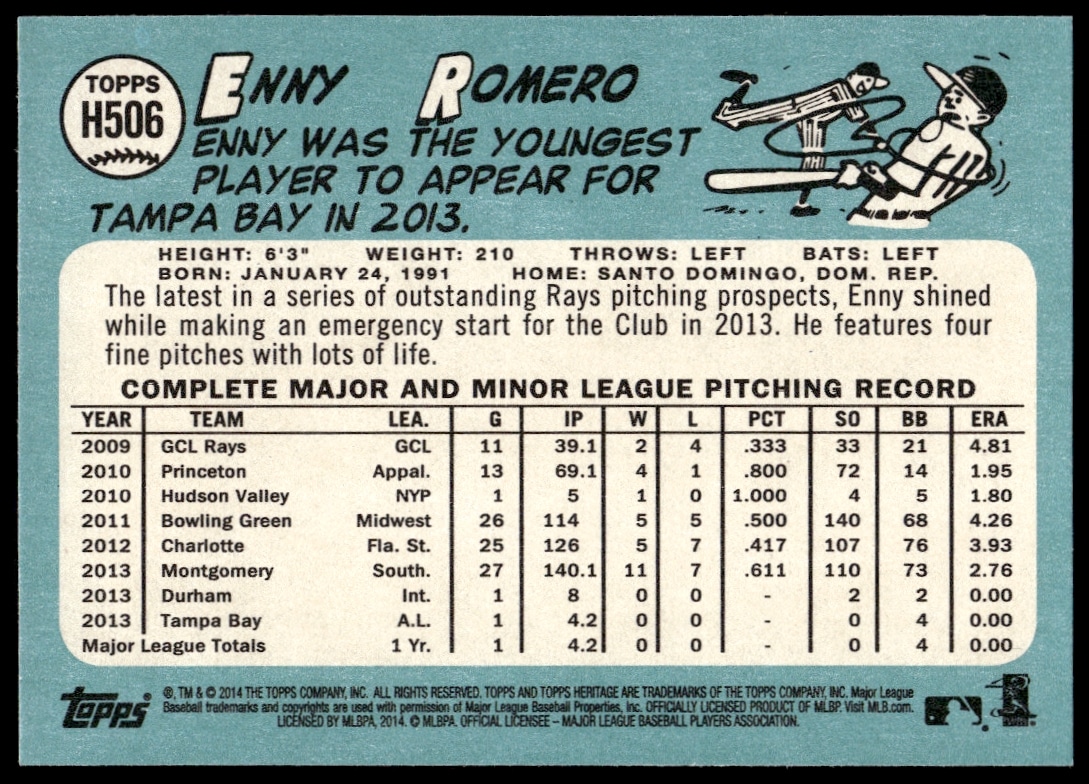 TOPPS
H506
ENNY ROMERO
ENNY WAS THE YOUNGEST
PLAYER TO APPEAR FOR
TAMPA BAY IN 2013.
HEIGHT: 6'3" WEIGHT: 210 THROWS: LEFT BATS: LEFT
BORN: JANUARY 24, 1991 HOME: SANTO DOMINGO, DOM. REP.
The latest in a series of outstanding Rays pitching prospects, Enny shined
while making an emergency start for the Club in 2013. He features four
fine pitches with lots of life.
COMPLETE MAJOR AND MINOR LEAGUE PITCHING RECORD
YEAR TEAM LEA. G IP W L PCT SO BB ERA
2009 GCL Rays GCL 11 39.1 2 4 .333 33 21 4.81
2010 Princeton Appal. 13 69.1 4 1 .800 72 14 1.95
2010 Hudson Valley NYP 1 5 1 0 1.000 4 5 1.80
2011 Bowling Green Midwest 26 114 5 5 .500 140 68 4.26
2012 Charlotte Fla. St. 25 126 5 7 .417 107 76 3.93
2013 Montgomery South. 27 140.1 11 7 .611 110 73 2.76
2013 Durham Int. 1 8 0 0 - 2 2 0.00
2013 Tampa Bay A.L. 1 4.2 0 0 - 0 4 0.00
Major League Totals 1 Yr. 1 4.2 0 0 - 0 4 0.00
topps®
®, TM & © 2014 THE TOPPS COMPANY, INC. ALL RIGHTS RESERVED. TOPPS AND TOPPS HERITAGE ARE TRADEMARKS OF THE TOPPS COMPANY, INC. Major League
Baseball trademarks and copyrights are used with permission of Major League Baseball Properties, Inc. OFFICIALLY LICENSED PRODUCT OF MLBP. Visit MLB.com.
LICENSED BY MLBPA, 2014. © MLBPA. OFFICIAL LICENSEE – MAJOR LEAGUE BASEBALL PLAYERS ASSOCIATION.